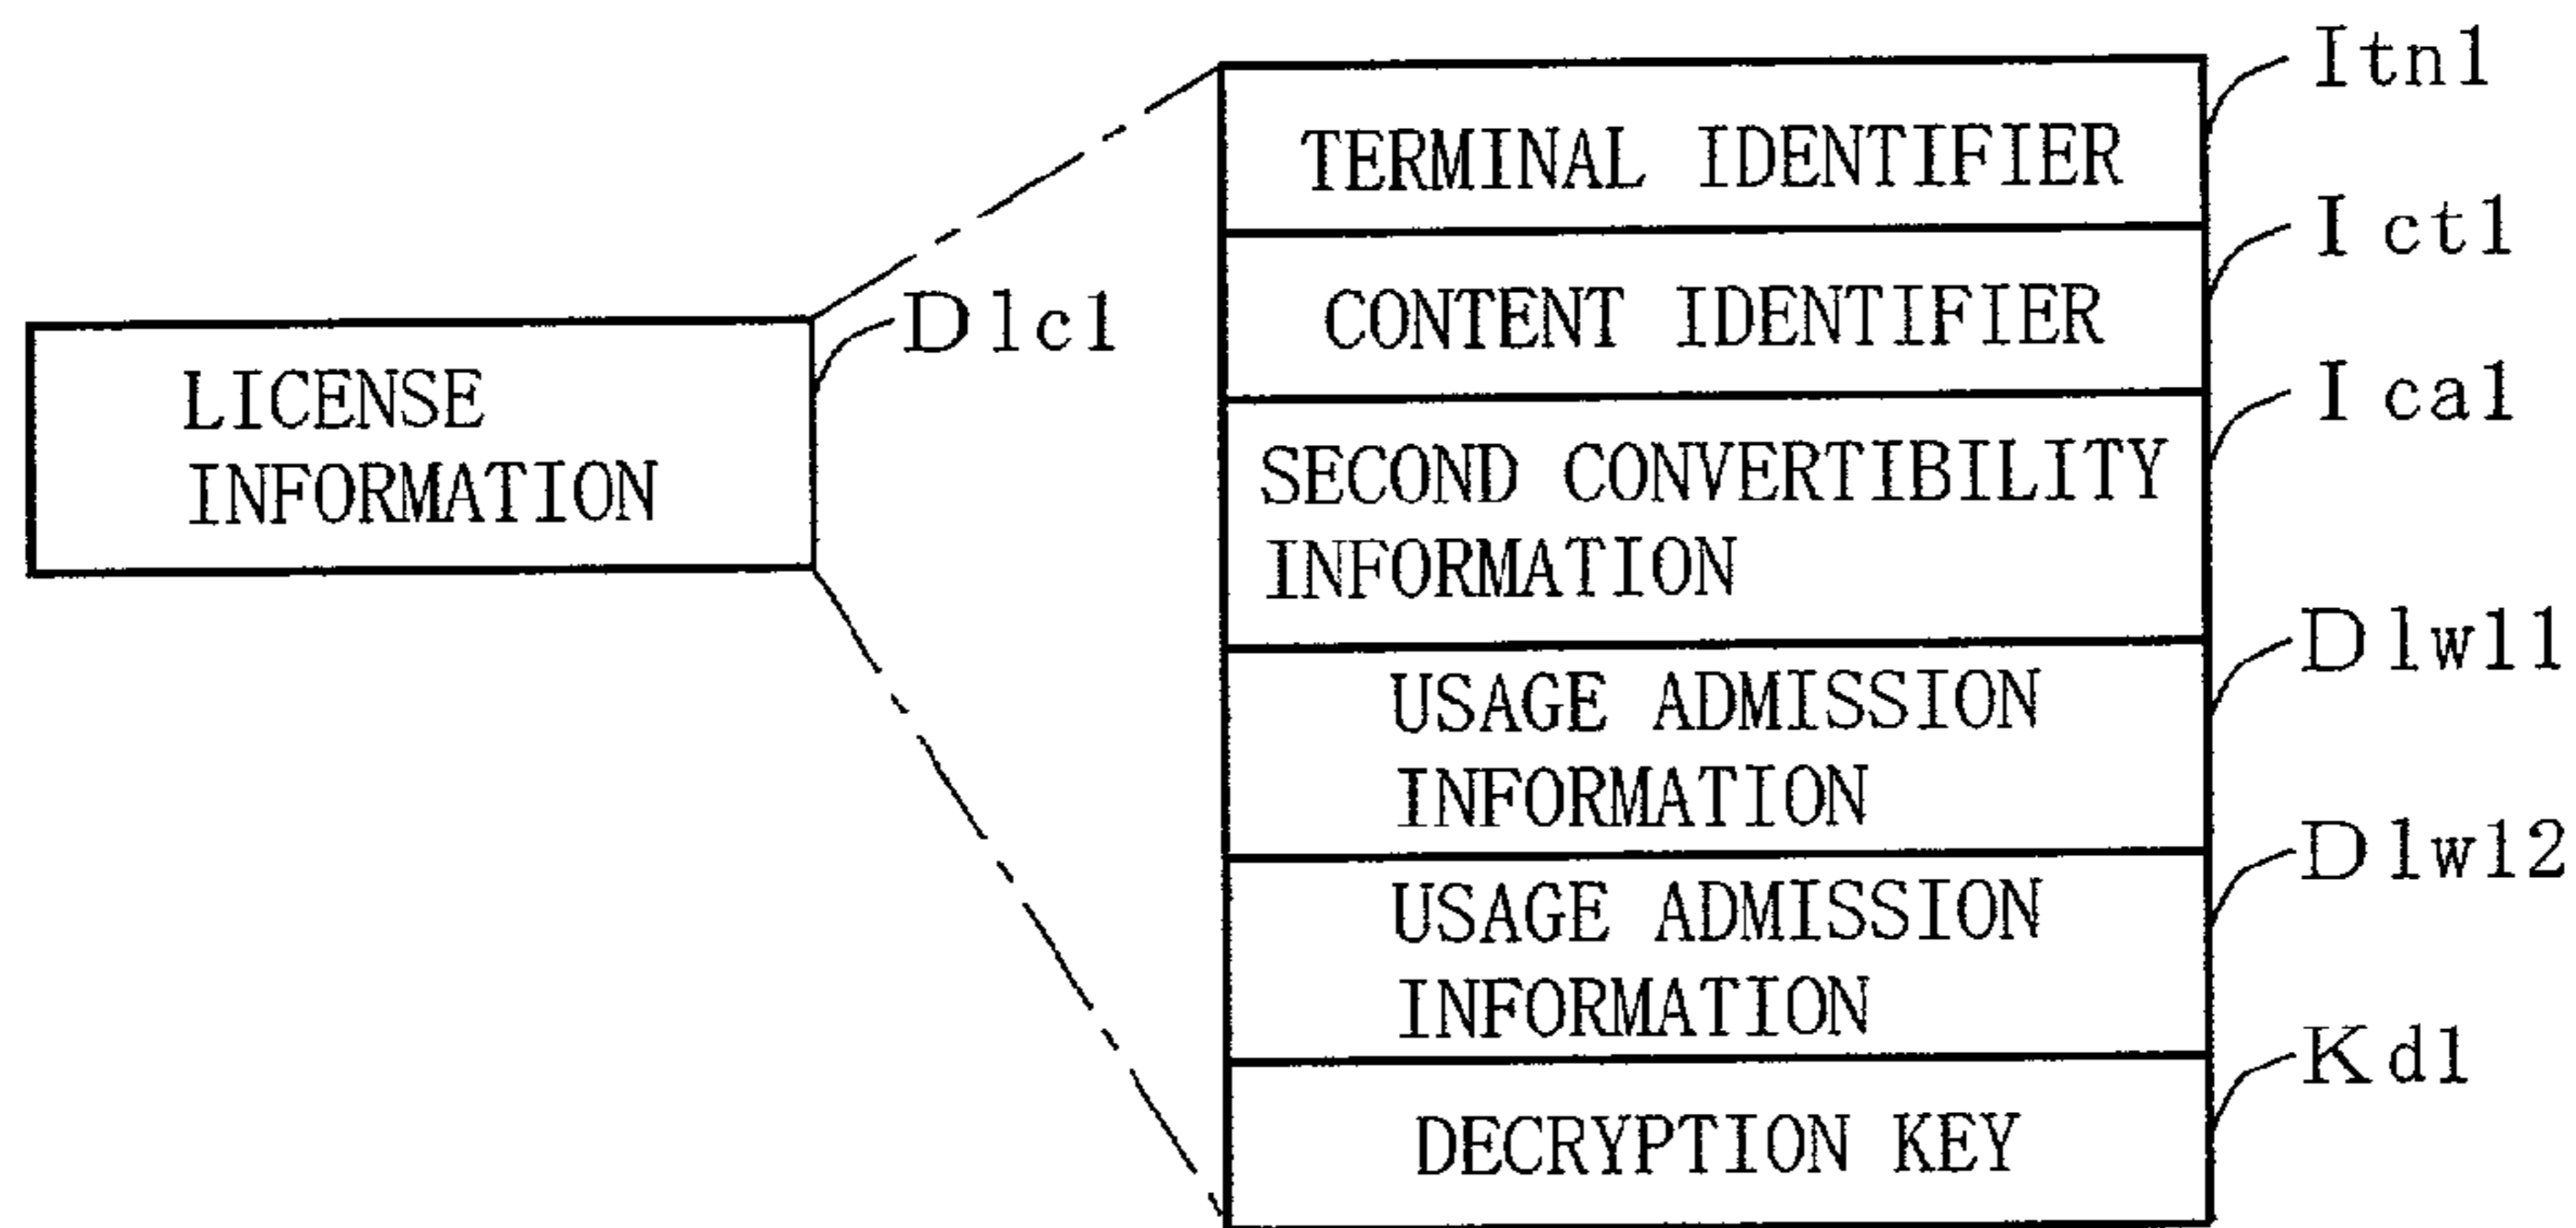 LICENSE
INFORMATION
Dlc1
TERMINAL IDENTIFIER
Itn1
CONTENT IDENTIFIER
Ict1
SECOND CONVERTIBILITY
INFORMATION
Ica1
USAGE ADMISSION
INFORMATION
Dlw11
USAGE ADMISSION
INFORMATION
Dlw12
DECRYPTION KEY
Kd1